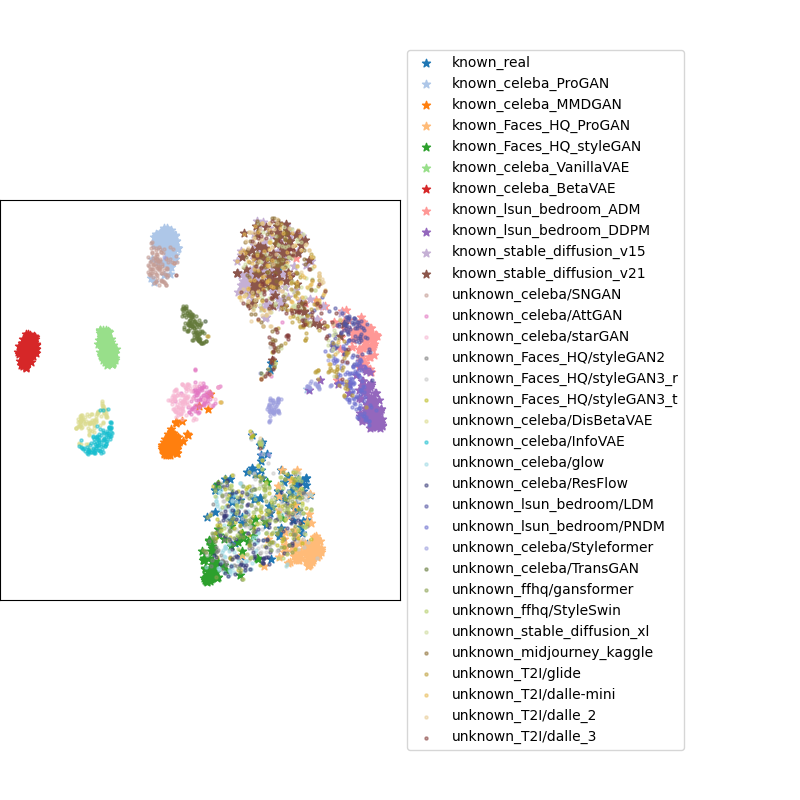 known_real
known_celeba_ProGAN
known_celeba_MMDGAN
known_Faces_HQ_ProGAN
known_Faces_HQ_styleGAN
known_celeba_VanillaVAE
known_celeba_BetaVAE
known_lsun_bedroom_ADM
known_lsun_bedroom_DDPM
known_stable_diffusion_v15
known_stable_diffusion_v21
unknown_celeba/SNGAN
unknown_celeba/AttGAN
unknown_celeba/starGAN
unknown_Faces_HQ/styleGAN2
unknown_Faces_HQ/styleGAN3_r
unknown_Faces_HQ/styleGAN3_t
unknown_celeba/DisBetaVAE
unknown_celeba/InfoVAE
unknown_celeba/glow
unknown_celeba/ResFlow
unknown_lsun_bedroom/LDM
unknown_lsun_bedroom/PNDM
unknown_celeba/Styleformer
unknown_celeba/TransGAN
unknown_ffhq/gansformer
unknown_ffhq/StyleSwin
unknown_stable_diffusion_xl
unknown_midjourney_kaggle
unknown_T2I/glide
unknown_T2I/dalle-mini
unknown_T2I/dalle_2
unknown_T2I/dalle_3